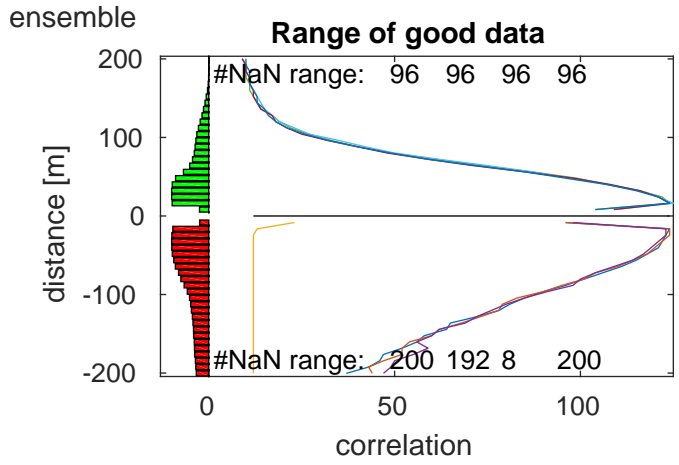 ensemble
Range of good data
#NaN range: 96 96 96 96
200
100
0
-100
-200
distance [m]
#NaN range: 200 192 8 200
0 50 100
correlation